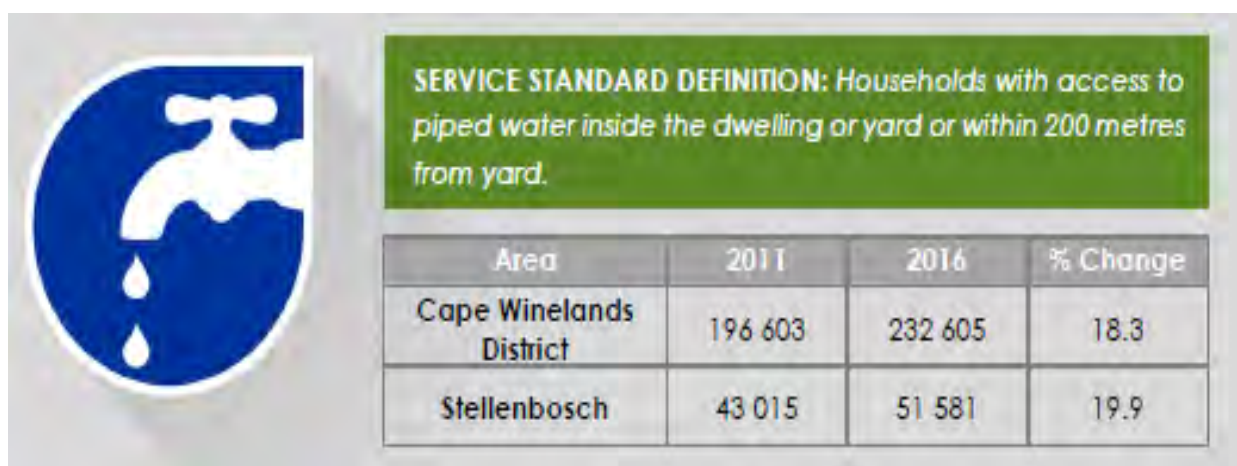 SERVICE STANDARD DEFINITION: Households with access to
piped water inside the dwelling or yard or within 200 metres
from yard.
Area 2011 2016 % Change
Cape Winelands
District 196 603 232 605 18.3
Stellenbosch 43 015 51 581 19.9